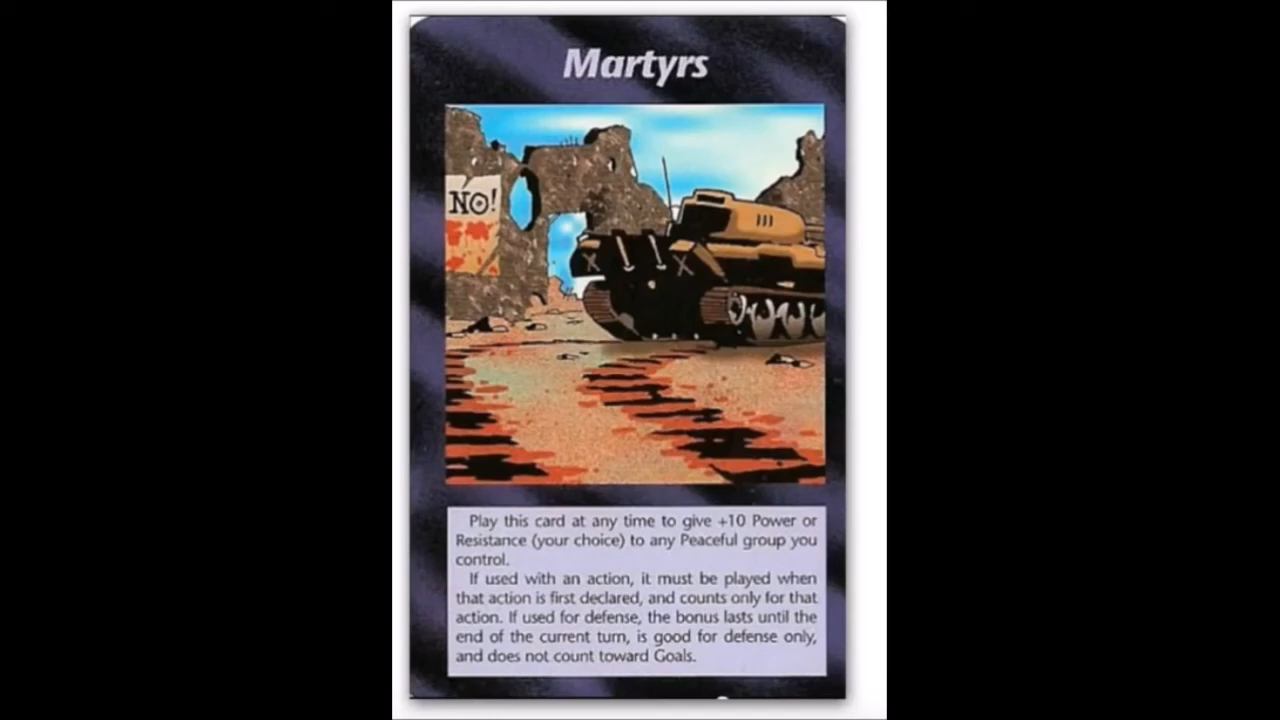 Martyrs
NO!
Play this card at any time to give +10 Power or
Resistance (your choice) to any Peaceful group you
control.
If used with an action, it must be played when
that action is first declared, and counts only for that
action. If used for defense, the bonus lasts until the
end of the current turn, is good for defense only,
and does not count toward Goals.